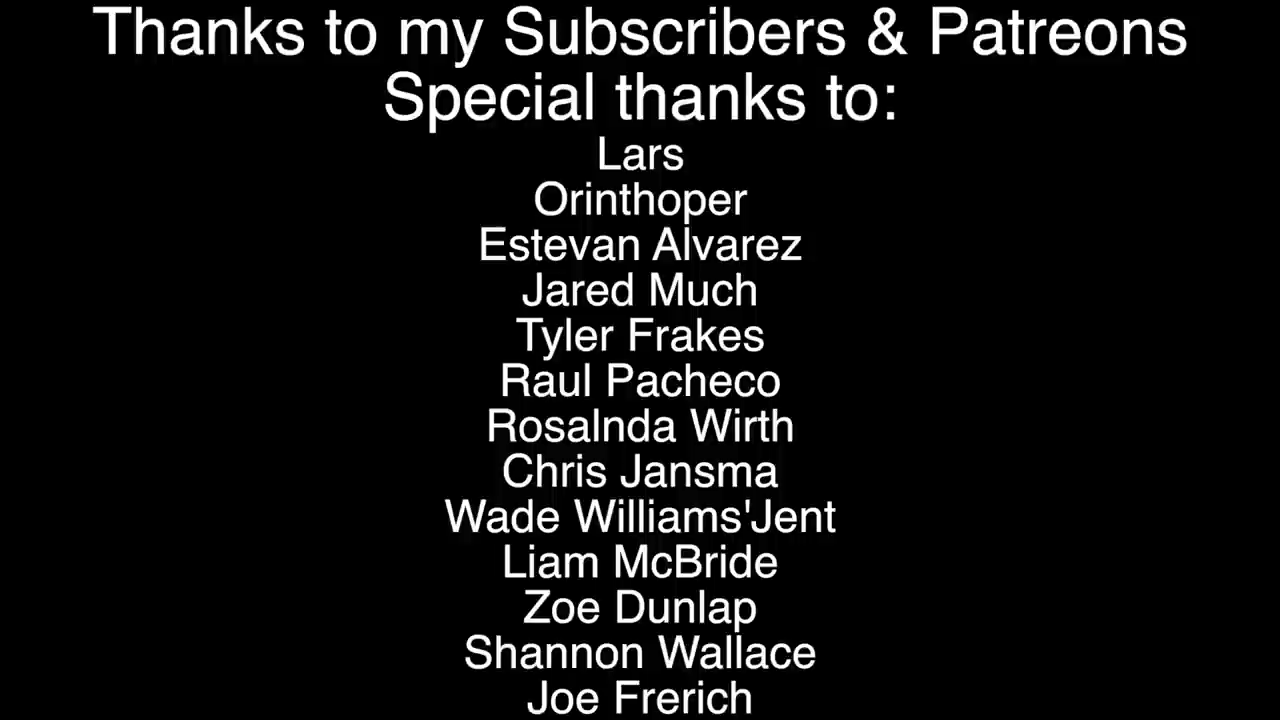 Thanks to my Subscribers & Patreons
Special thanks to:
Lars
Orinthoper
Estevan Alvarez
Jared Much
Tyler Frakes
Raul Pacheco
Rosalnda Wirth
Chris Jansma
Wade Williams'Jent
Liam McBride
Zoe Dunlap
Shannon Wallace
Joe Frerich